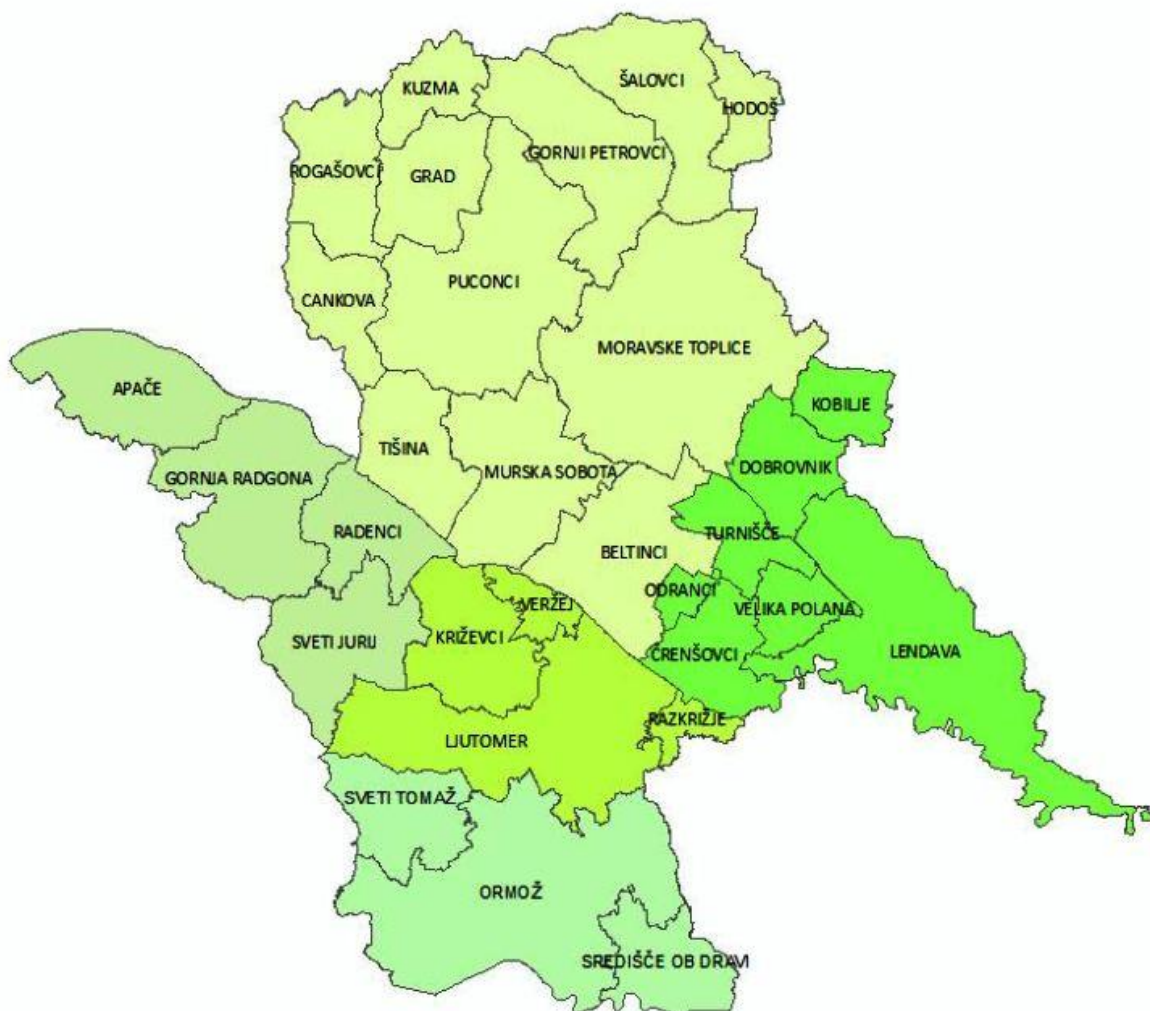 KUZMA
ŠALOVCI
HODOŠ
GORNJI PETROVCI
ROGAŠOVCI
GRAD
PUCONCI
CANKOVA
MORAVSKE TOPLICE
APAČE
KOBILJE
TIŠINA
DOBROVNIK
MURSKA SOBOTA
GORNJA RADGONA
RADENCI
TURNIŠČE
BELTINCI
ODRANCI
VERŽEJ
VELIKA POLANA
KRIŽEVCI
SVETI JURIJ
ČRENŠOVCI
LENDAVA
RAZKRIŽJE
LJUTOMER
SVETI TOMAŽ
ORMOŽ
SREDIŠČE OB DRAVI